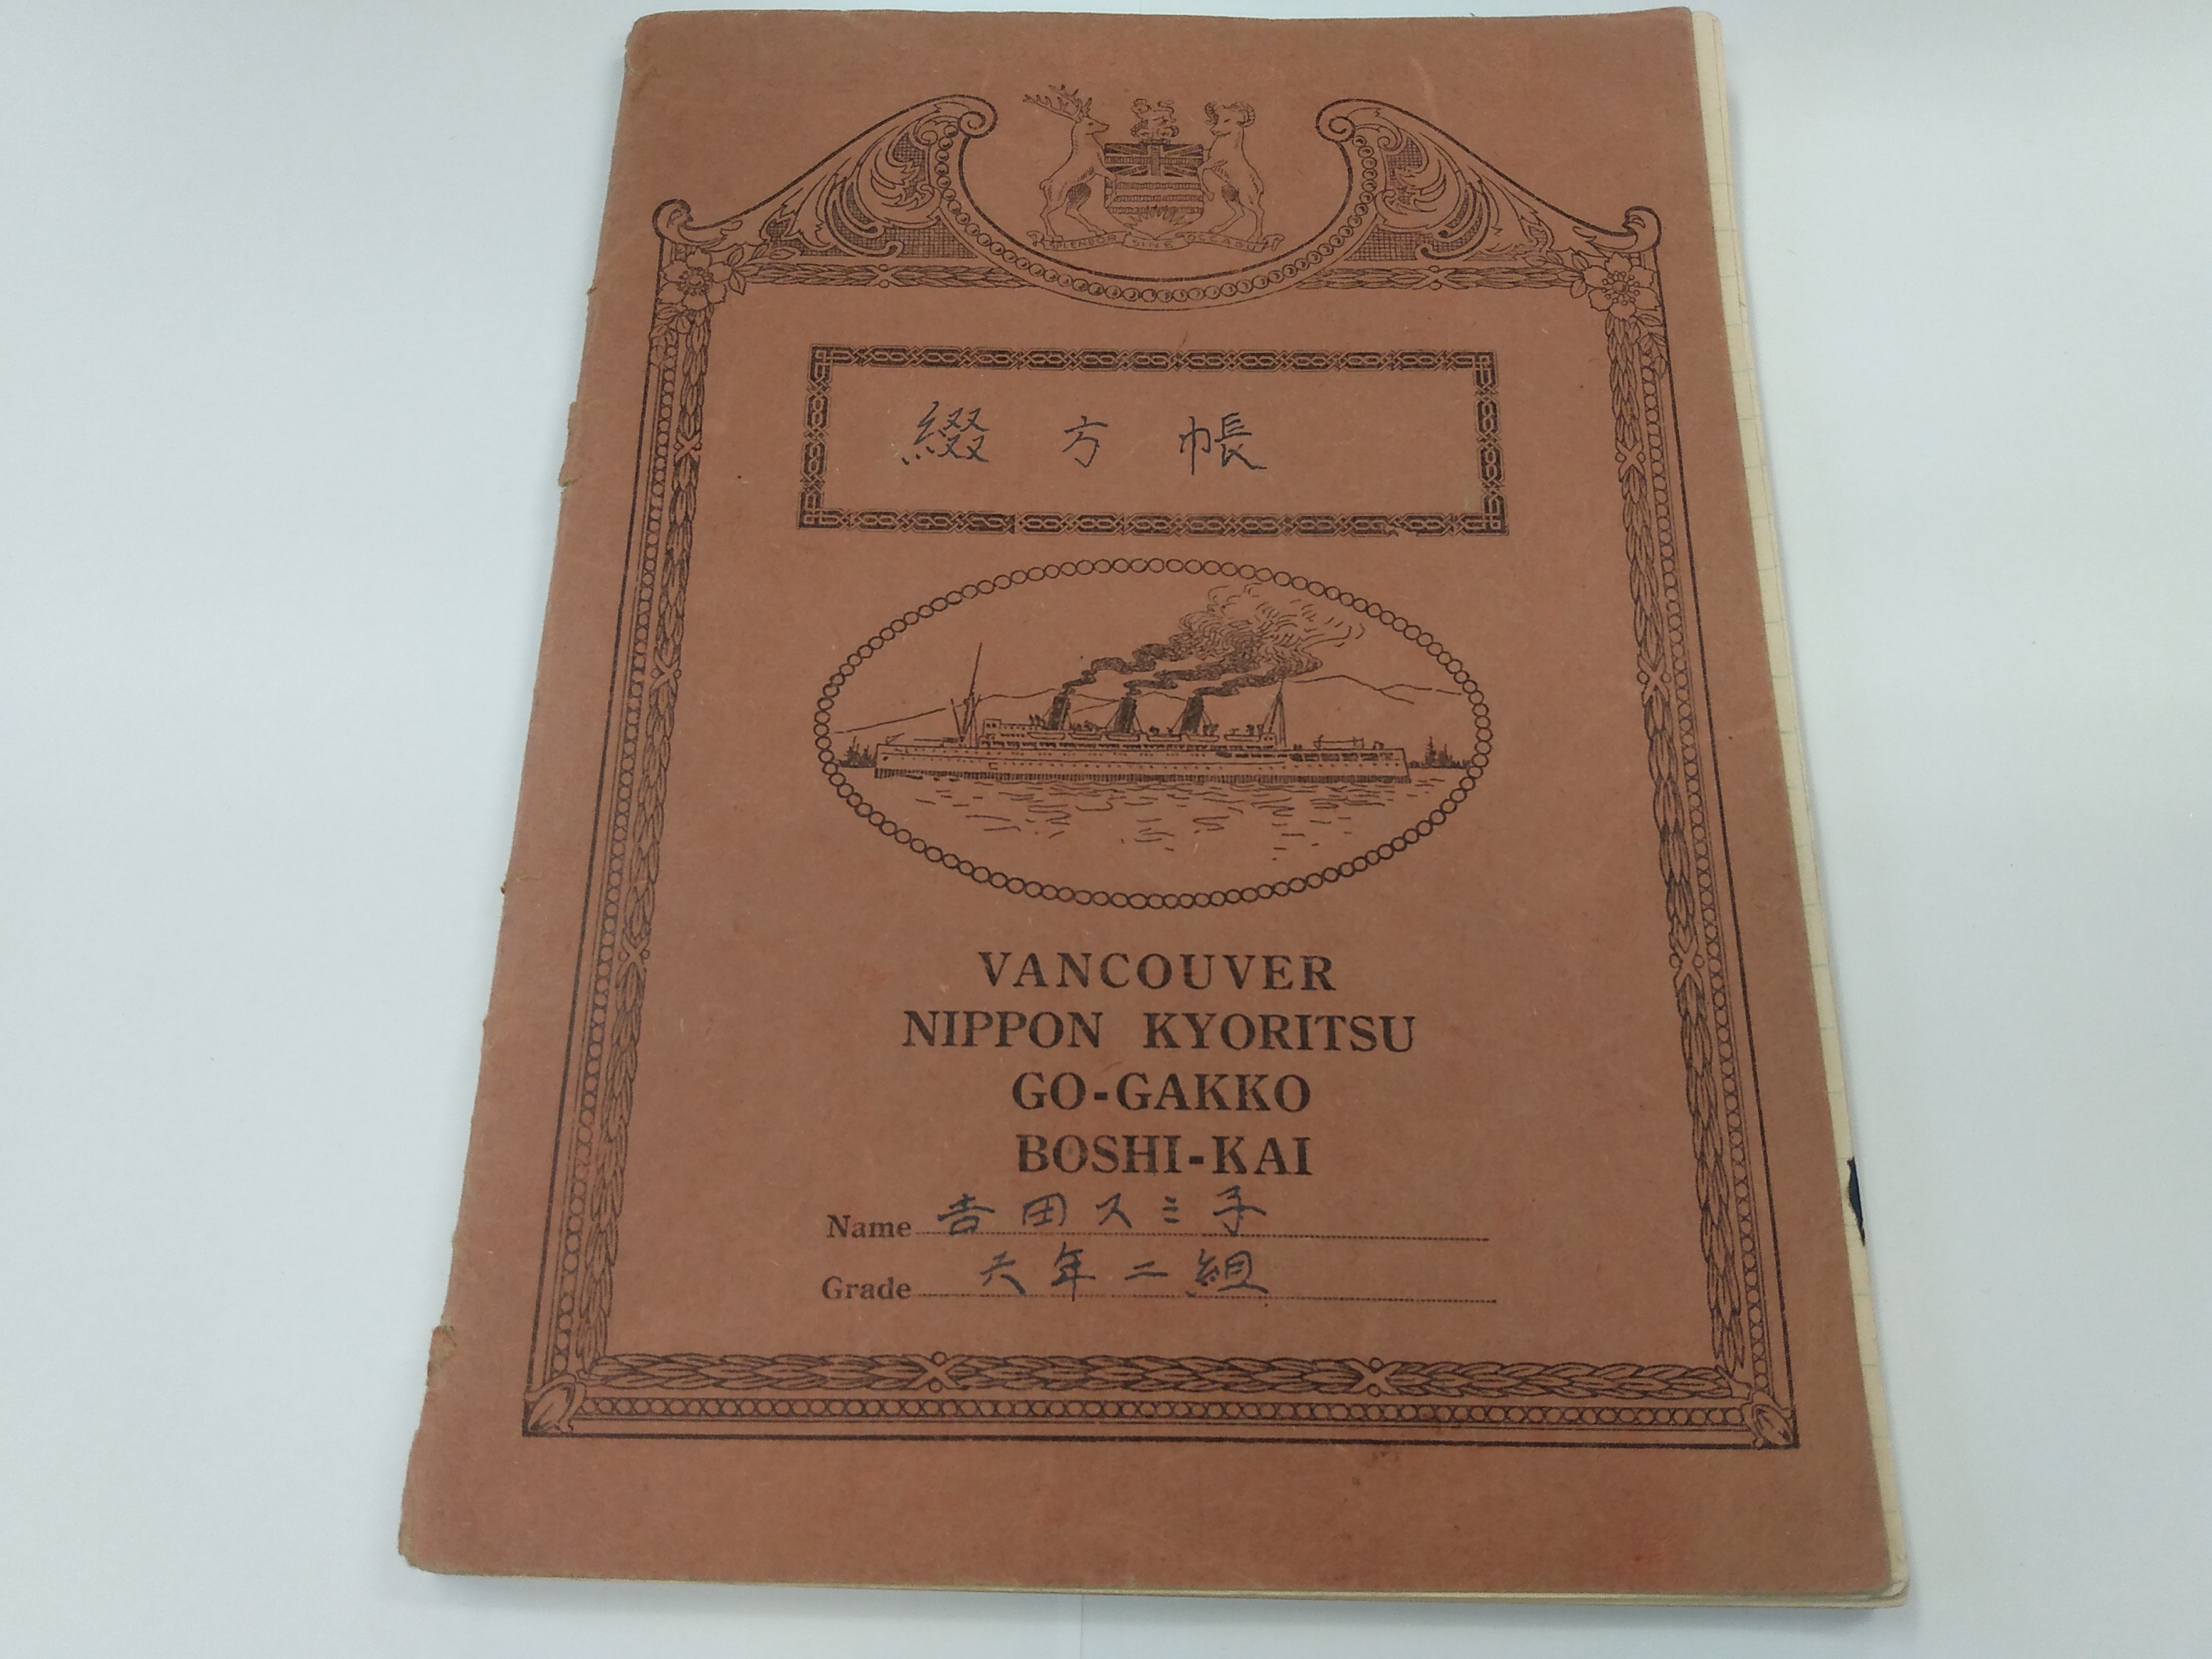 SPLENDOR SINE OCCASU
綴方帳
VANCOUVER
NIPPON KYORITSU
GO-GAKKO
BOSHI-KAI
Name 吉田スミ子
Grade 六年二組